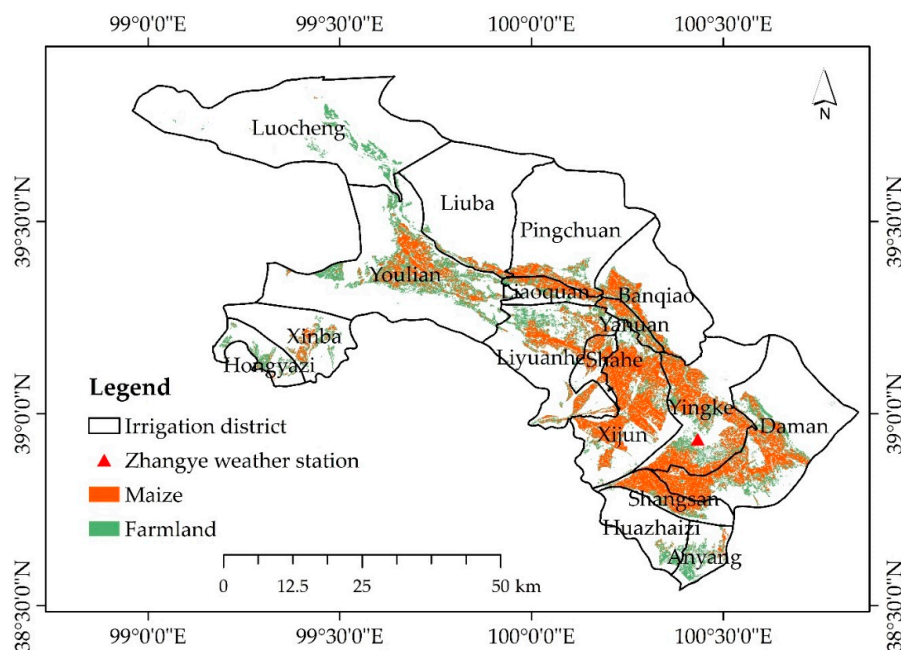 99°0'0"E 99°30'0"E 100°0'0"E 100°30'0"E
39°30'0"N
39°0'0"N
38°30'0"N
N
Luocheng
Liuba
Pingchuan
Youlian
Liaoquan
Banqiao
Yanuan
Xinba
Hongyazi
Liyuanhe
Shahe
Yingke
Xijun
Daman
Shangsan
Huazhaizi
Anyang
Legend
Irrigation district
Zhangye weather station
Maize
Farmland
0 12.5 25 50 km
39°30'0"N
39°0'0"N
38°30'0"N
99°0'0"E 99°30'0"E 100°0'0"E 100°30'0"E